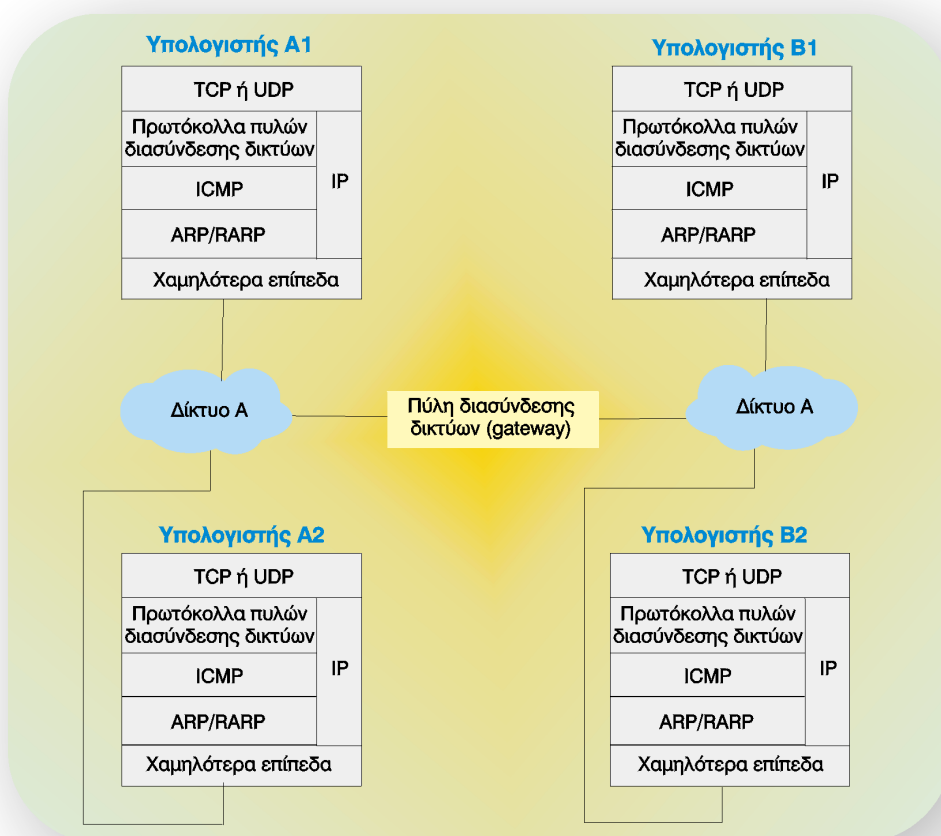 Υπολογιστής Α1
TCP ή UDP
Πρωτόκολλα πυλών
διασύνδεσης δικτύων
IP
ICMP
ARP/RARP
Χαμηλότερα επίπεδα
Υπολογιστής Β1
TCP ή UDP
Πρωτόκολλα πυλών
διασύνδεσης δικτύων
IP
ICMP
ARP/RARP
Χαμηλότερα επίπεδα
Δίκτυο Α
Πύλη διασύνδεσης
δικτύων (gateway)
Δίκτυο Α
Υπολογιστής Α2
TCP ή UDP
Πρωτόκολλα πυλών
διασύνδεσης δικτύων
IP
ICMP
ARP/RARP
Χαμηλότερα επίπεδα
Υπολογιστής Β2
TCP ή UDP
Πρωτόκολλα πυλών
διασύνδεσης δικτύων
IP
ICMP
ARP/RARP
Χαμηλότερα επίπεδα